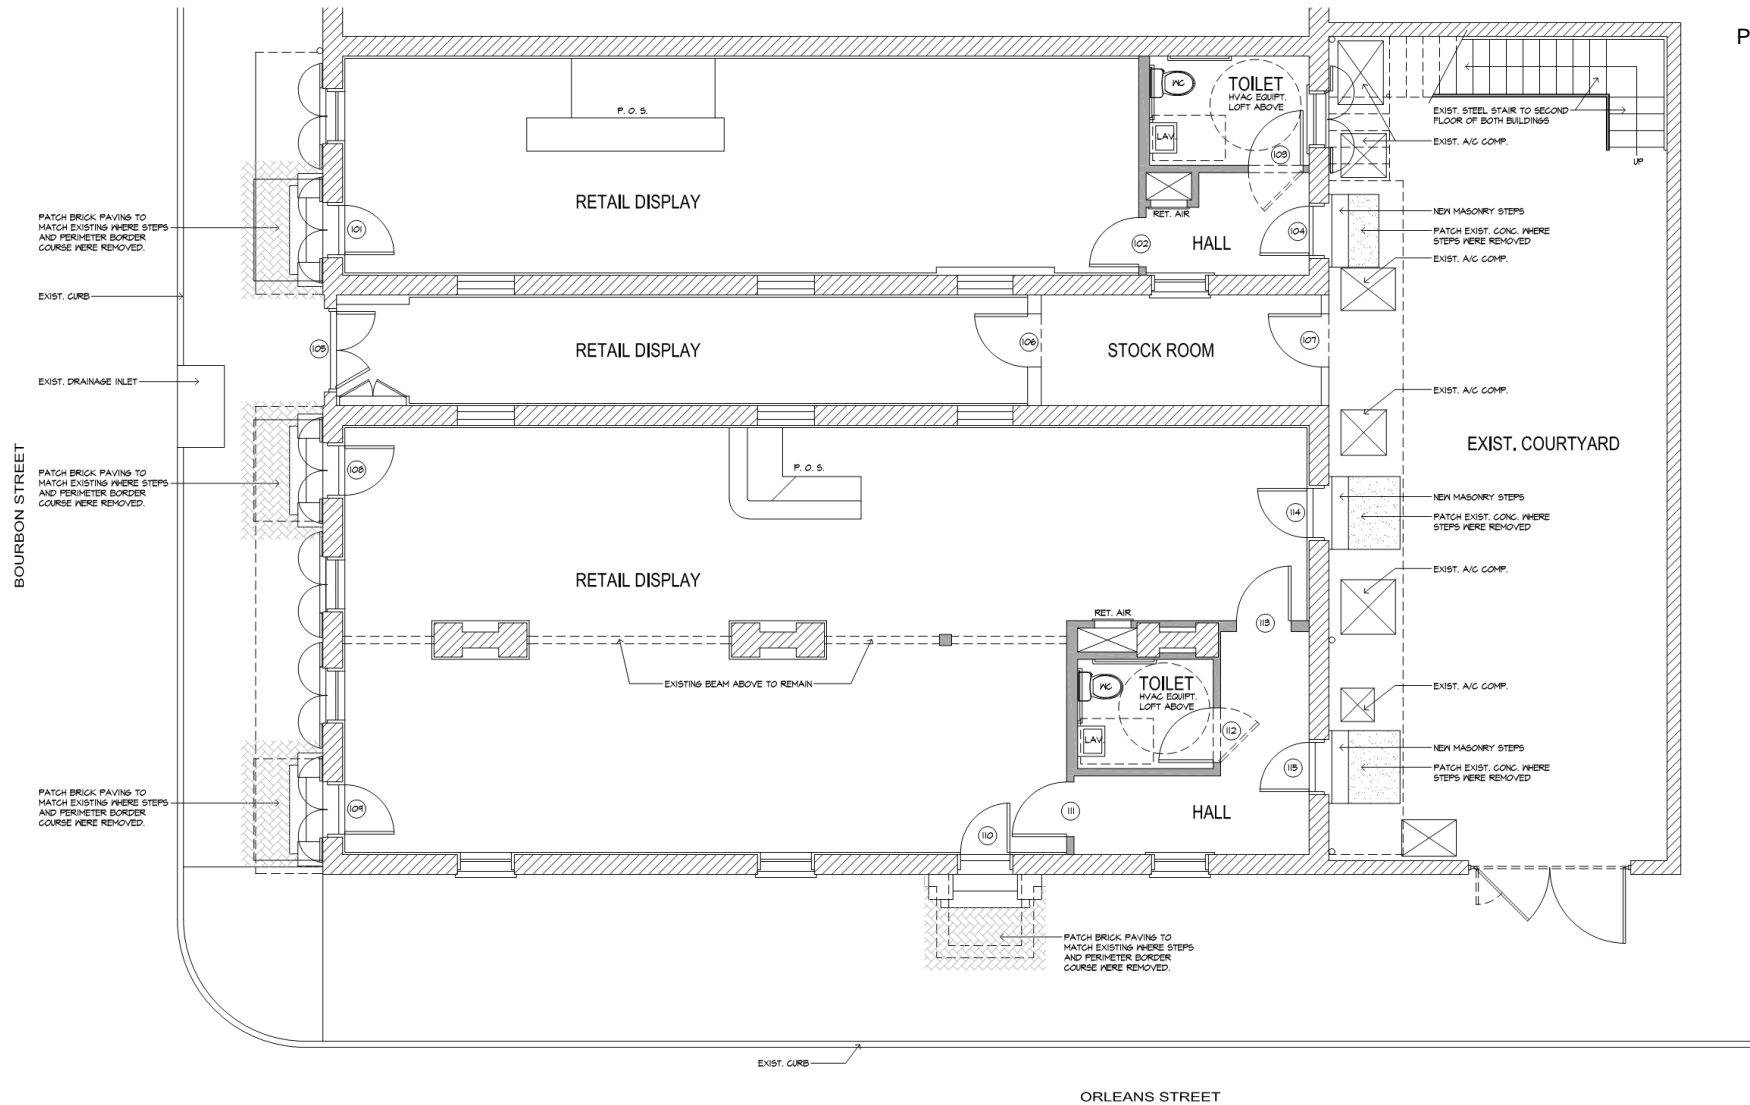 P
TOILET
HVAC EQUIPT.
LOFT ABOVE
WC
LAV.
P. O. S.
103
EXIST. STEEL STAIR TO SECOND
FLOOR OF BOTH BUILDINGS
EXIST. A/C COMP.
UP
RETAIL DISPLAY
RET. AIR
PATCH BRICK PAVING TO
MATCH EXISTING WHERE STEPS
AND PERIMETER BORDER
COURSE WERE REMOVED.
101
102
HALL
104
NEW MASONRY STEPS
PATCH EXIST. CONC. WHERE
STEPS WERE REMOVED
EXIST. A/C COMP.
EXIST. CURB
105
RETAIL DISPLAY
106
STOCK ROOM
107
EXIST. DRAINAGE INLET
EXIST. A/C COMP.
EXIST. COURTYARD
BOURBON STREET
PATCH BRICK PAVING TO
MATCH EXISTING WHERE STEPS
AND PERIMETER BORDER
COURSE WERE REMOVED.
108
P. O. S.
114
NEW MASONRY STEPS
PATCH EXIST. CONC. WHERE
STEPS WERE REMOVED
RETAIL DISPLAY
EXIST. A/C COMP.
RET. AIR
113
EXISTING BEAM ABOVE TO REMAIN
TOILET
HVAC EQUIPT.
LOFT ABOVE
WC
LAV.
112
EXIST. A/C COMP.
NEW MASONRY STEPS
PATCH EXIST. CONC. WHERE
STEPS WERE REMOVED
115
PATCH BRICK PAVING TO
MATCH EXISTING WHERE STEPS
AND PERIMETER BORDER
COURSE WERE REMOVED.
109
110
111
HALL
PATCH BRICK PAVING TO
MATCH EXISTING WHERE STEPS
AND PERIMETER BORDER
COURSE WERE REMOVED.
EXIST. CURB
ORLEANS STREET